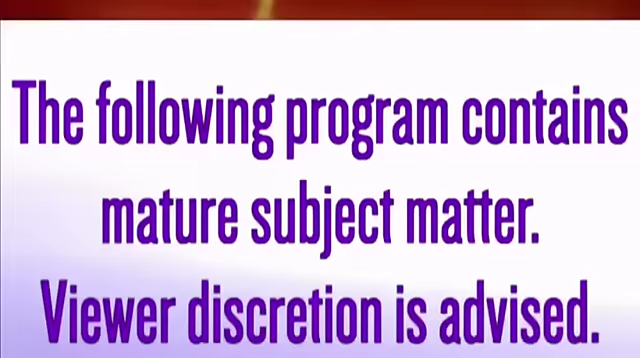 The following program contains
mature subject matter.
Viewer discretion is advised.